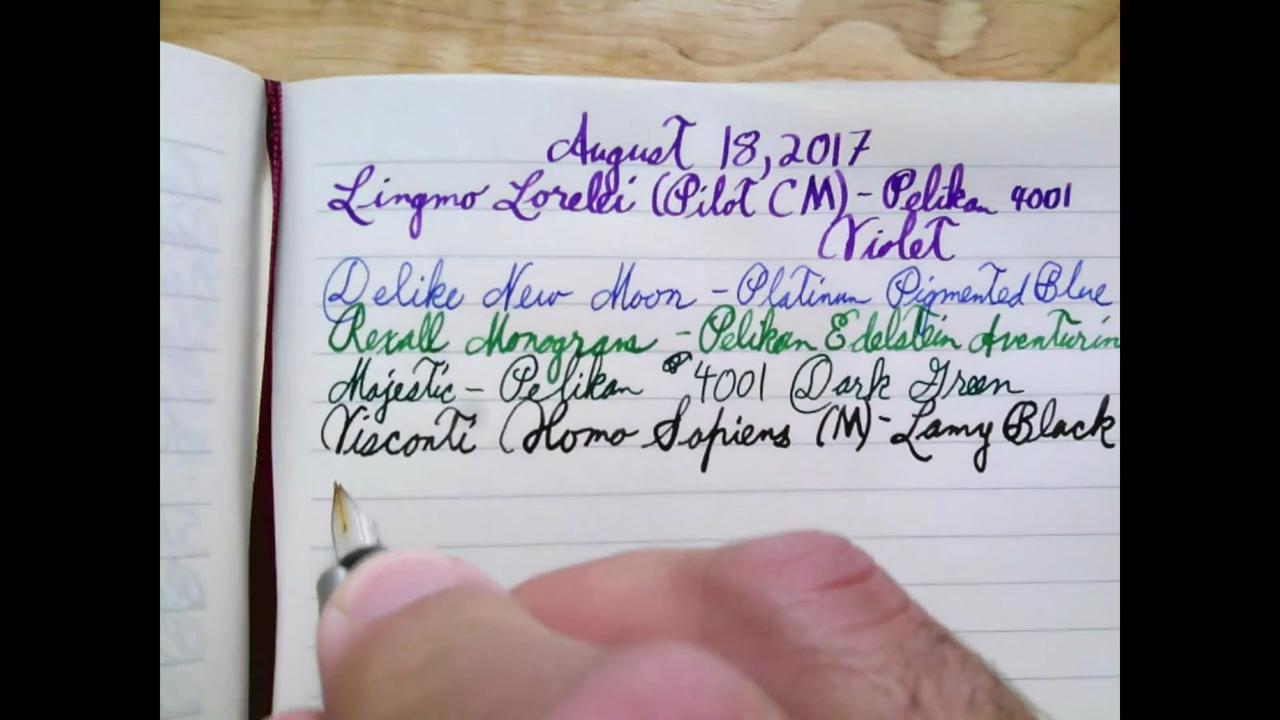 August 18, 2017
Lingmo Lorelei (Pilot CM) - Pelikan 4001
Violet
Delike New Moon - Platinum Pigmented Blue
Rexall Monogram - Pelikan Edelstein Aventurin
Majestic - Pelikan 4001 Dark Green
Visconti Homo Sapiens (M) - Lamy Black